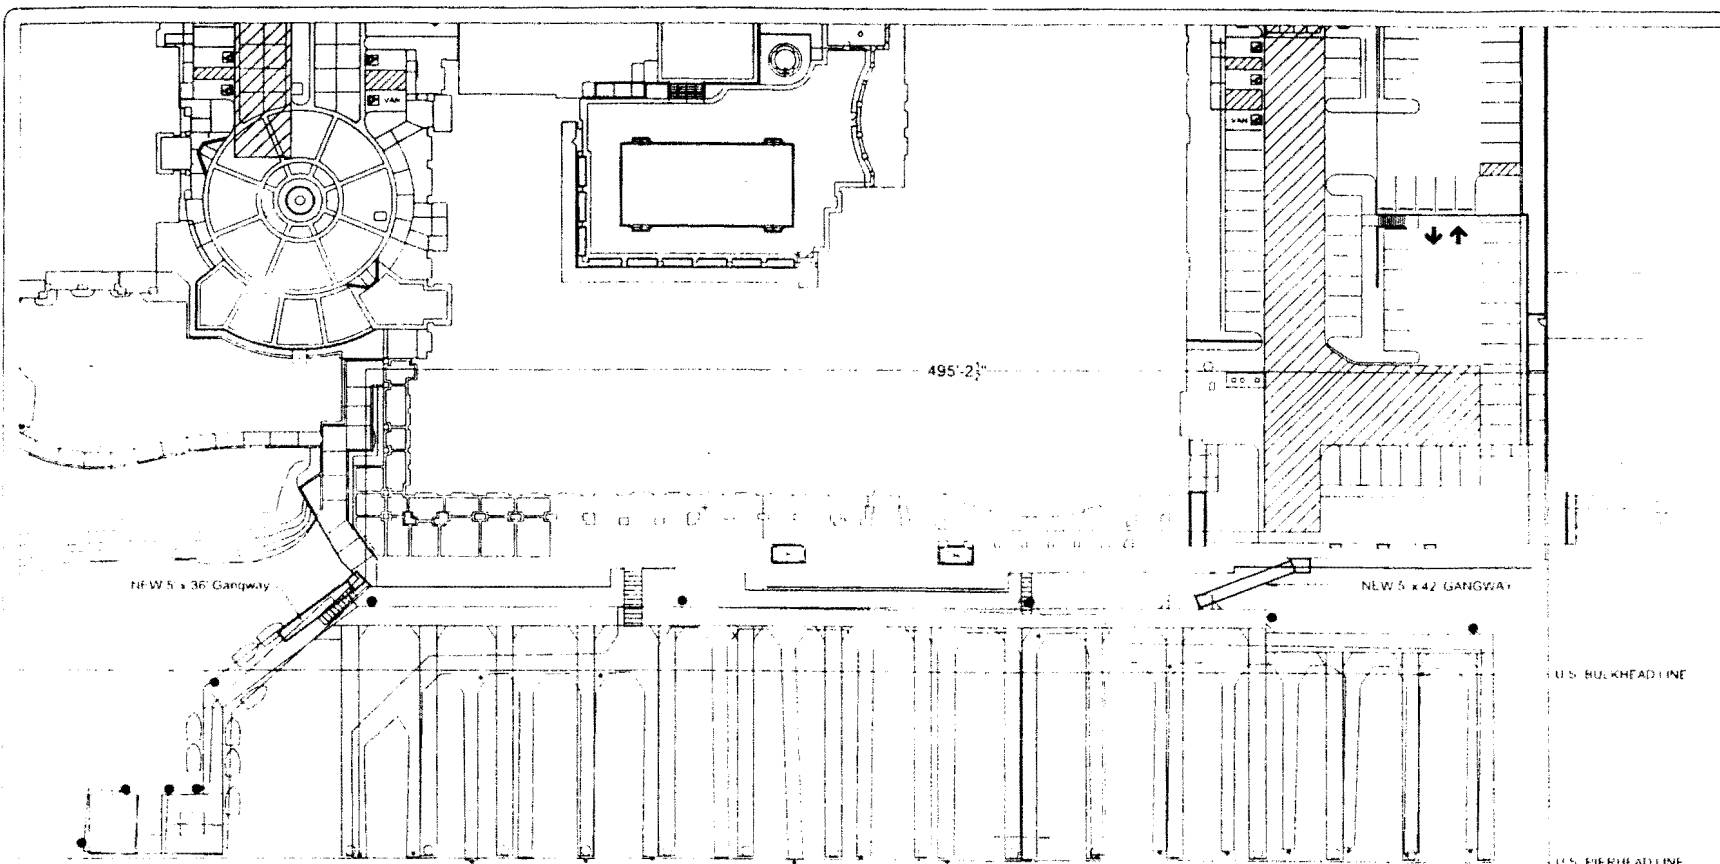 VAN
VAN
495'-2½"
NEW 5' x 36' Gangway
NEW 5' x 42' GANGWAY
U.S. BULKHEAD LINE
U.S. PIERHEAD LINE